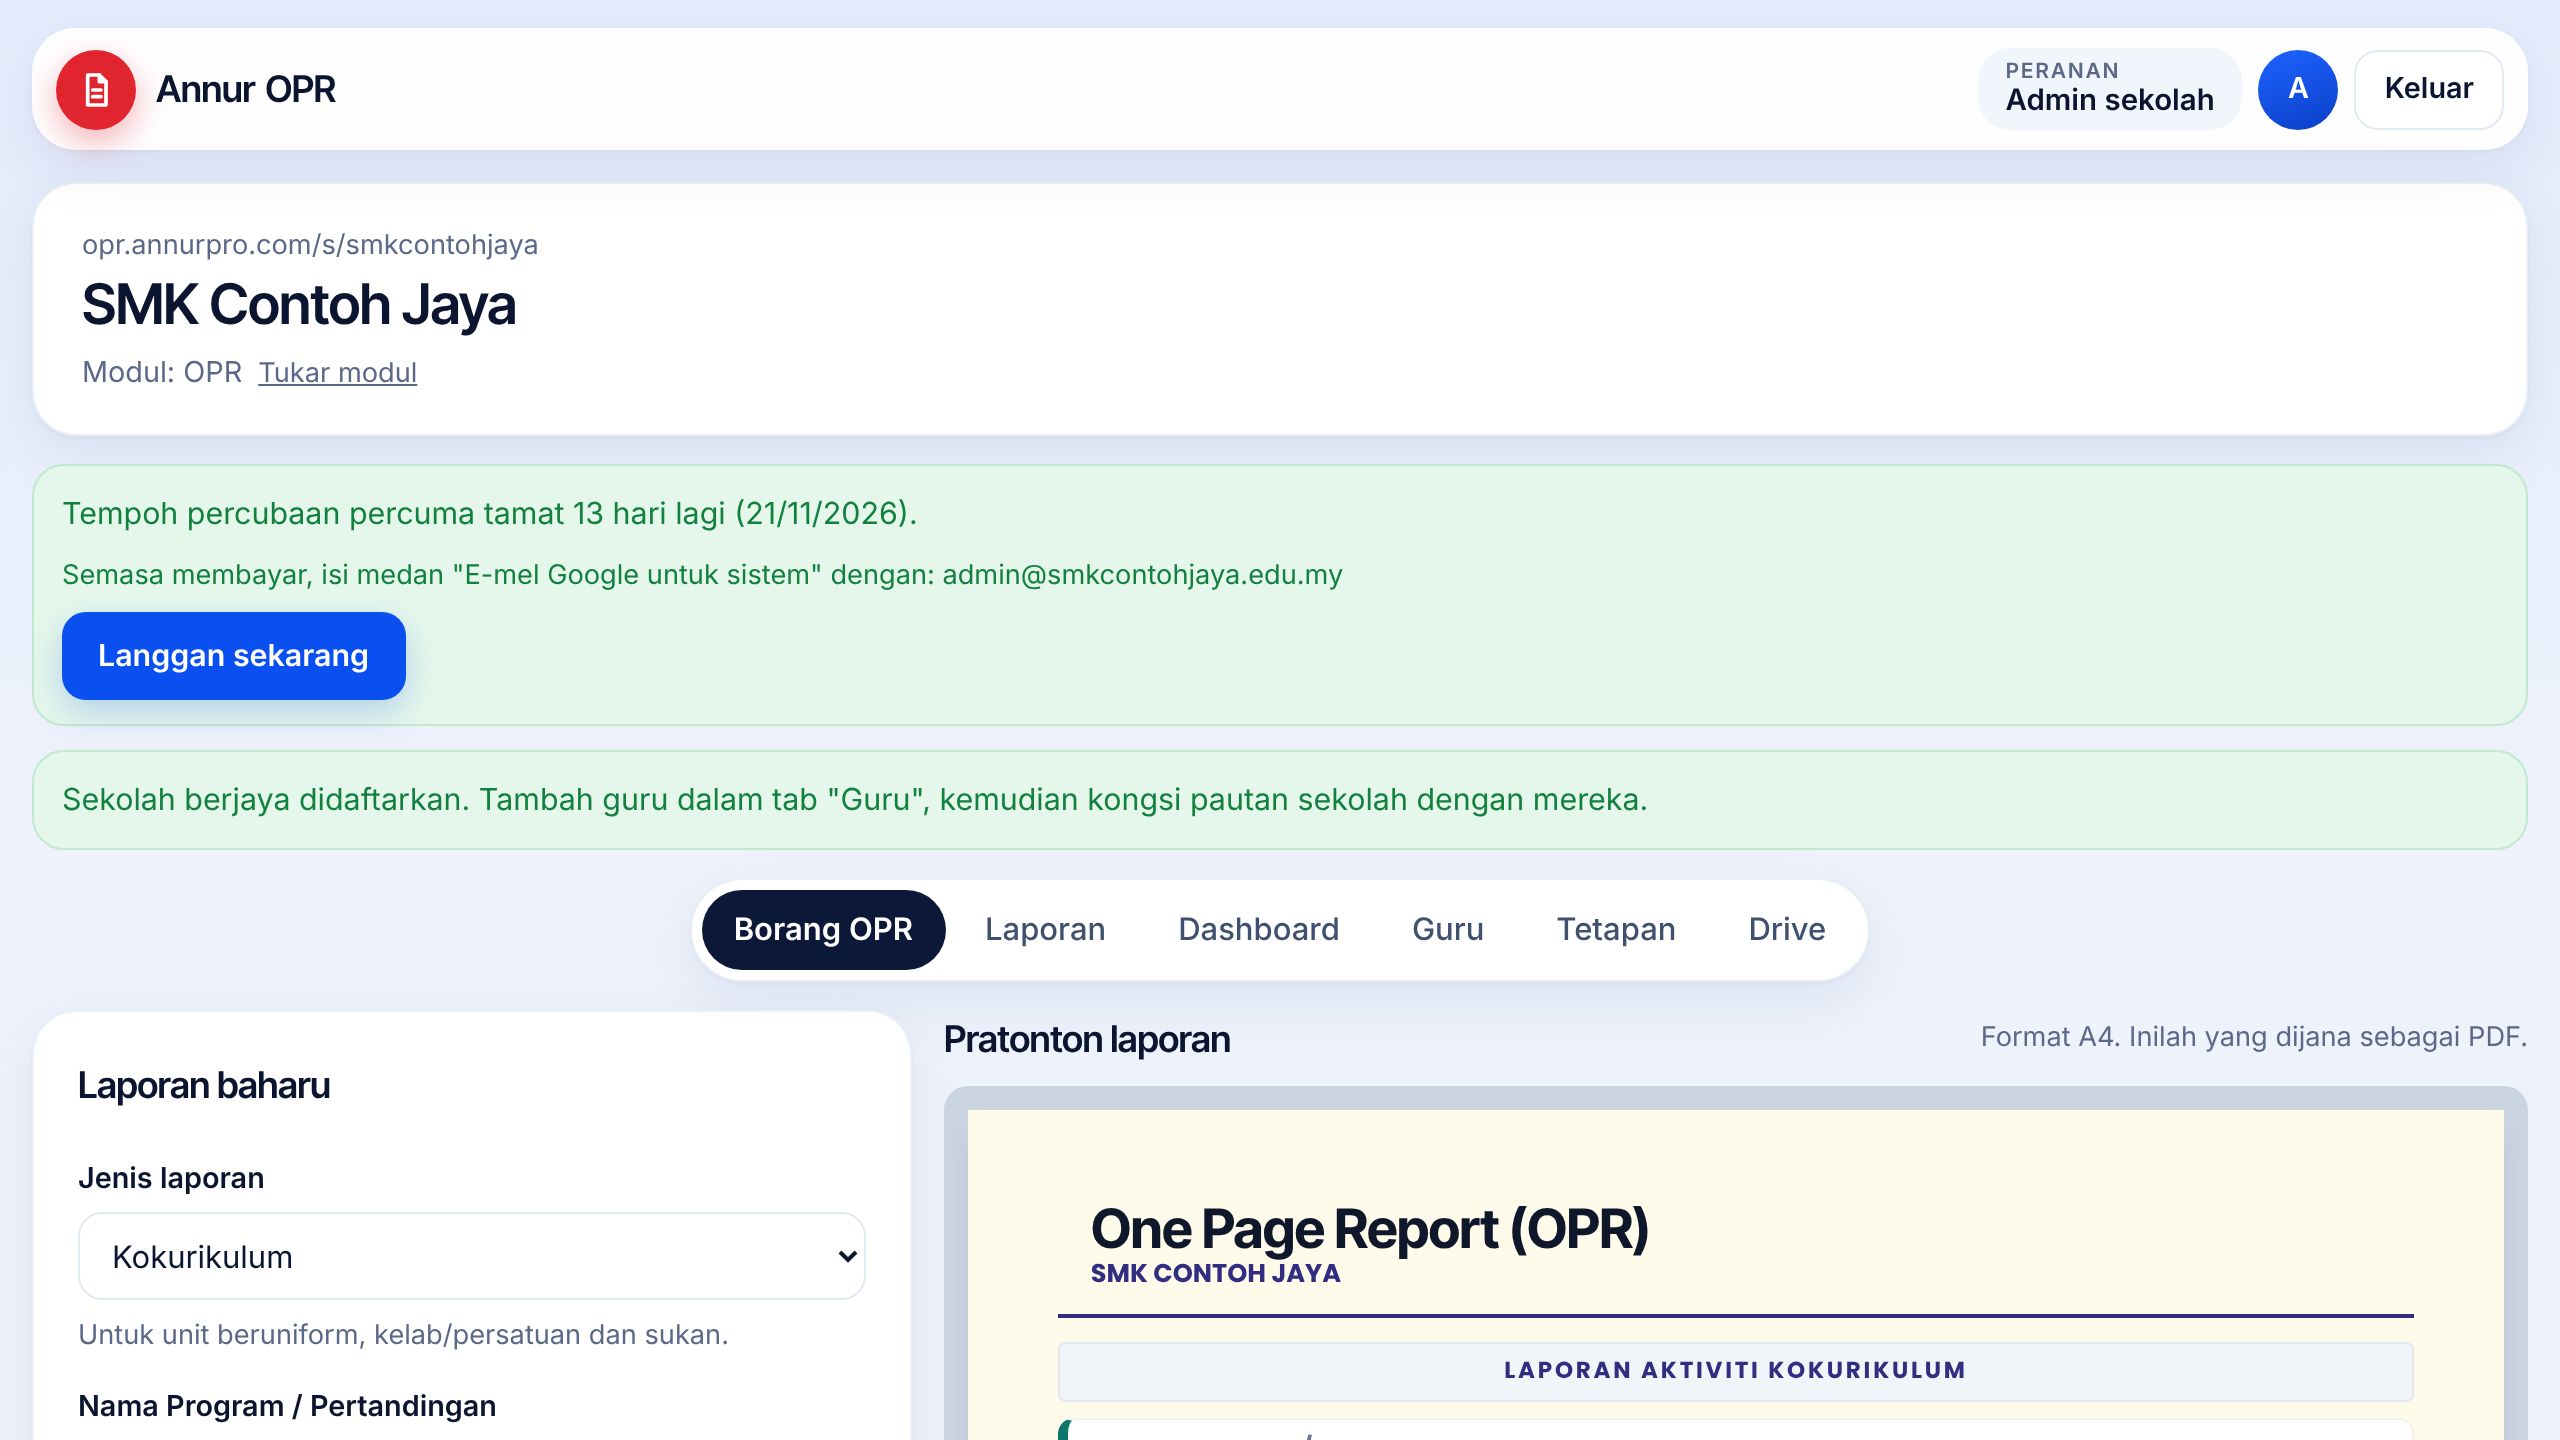 Annur OPR
PERANAN
Admin sekolah
A
Keluar
opr.annurpro.com/s/smkcontohjaya
SMK Contoh Jaya
Modul: OPR Tukar modul
Tempoh percubaan percuma tamat 13 hari lagi (21/11/2026).
Semasa membayar, isi medan "E-mel Google untuk sistem" dengan: admin@smkcontohjaya.edu.my
Langgan sekarang
Sekolah berjaya didaftarkan. Tambah guru dalam tab "Guru", kemudian kongsi pautan sekolah dengan mereka.
Borang OPR Laporan Dashboard Guru Tetapan Drive
Laporan baharu
Jenis laporan
Kokurikulum
Untuk unit beruniform, kelab/persatuan dan sukan.
Nama Program / Pertandingan
Pratonton laporan
Format A4. Inilah yang dijana sebagai PDF.
One Page Report (OPR)
SMK CONTOH JAYA
LAPORAN AKTIVITI KOKURIKULUM